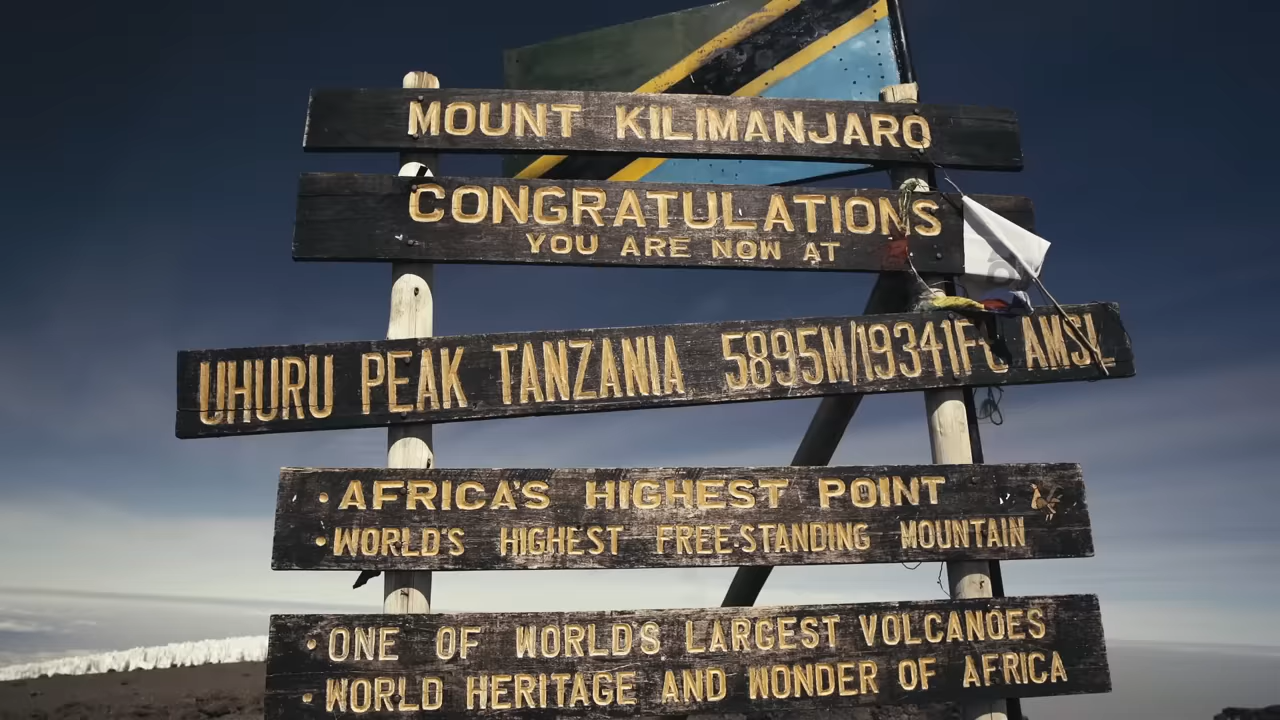 MOUNT KILIMANJARO
CONGRATULATIONS
YOU ARE NOW AT
UHURU PEAK TANZANIA 5895M/19341Ft AMSL
• AFRICA'S HIGHEST POINT
• WORLD'S HIGHEST FREE-STANDING MOUNTAIN
• ONE OF WORLDS LARGEST VOLCANOES
• WORLD HERITAGE AND WONDER OF AFRICA